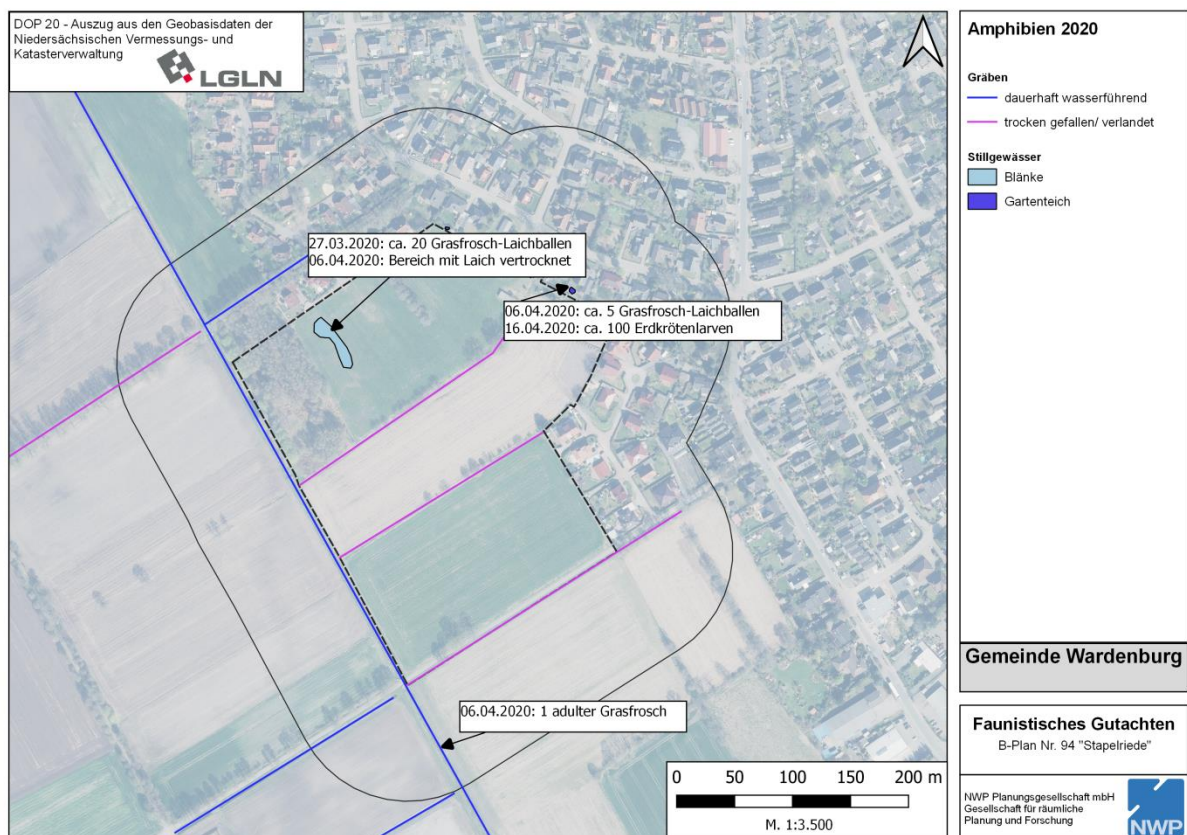 DOP 20 - Auszug aus den Geobasisdaten der
Niedersächsischen Vermessungs- und
Katasterverwaltung
LGLN
27.03.2020: ca. 20 Grasfrosch-Laichballen
06.04.2020: Bereich mit Laich vertrocknet
06.04.2020: ca. 5 Grasfrosch-Laichballen
16.04.2020: ca. 100 Erdkrötenlarven
06.04.2020: 1 adulter Grasfrosch
0 50 100 150 200 m
M. 1:3.500
Amphibien 2020
Gräben
dauerhaft wasserführend
trocken gefallen/ verlandet
Stillgewässer
Blänke
Gartenteich
Gemeinde Wardenburg
Faunistisches Gutachten
B-Plan Nr. 94 "Stapelriede"
NWP Planungsgesellschaft mbH
Gesellschaft für räumliche
Planung und Forschung
NWP